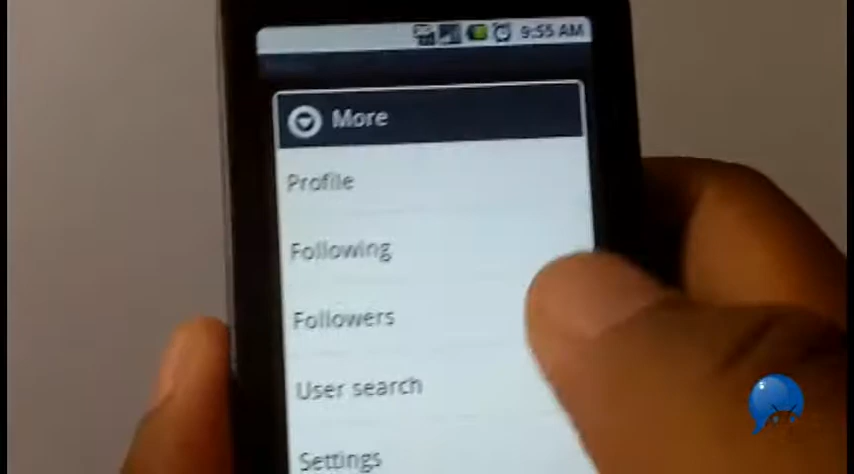 9:55 AM
More
Profile
Following
Followers
User search
Settings